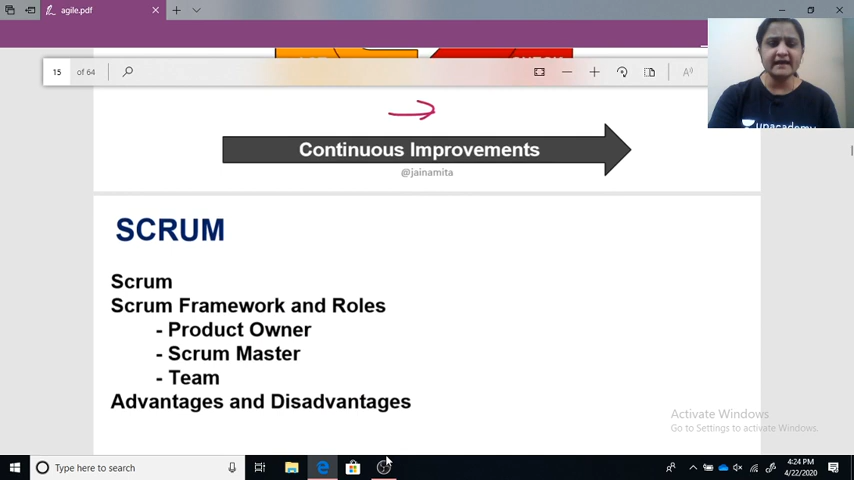 agile.pdf
15 of 64
unacademy
Continuous Improvements
@jainamita
SCRUM
Scrum
Scrum Framework and Roles
- Product Owner
- Scrum Master
- Team
Advantages and Disadvantages
Activate Windows
Go to Settings to activate Windows.
Type here to search
4:24 PM
4/22/2020